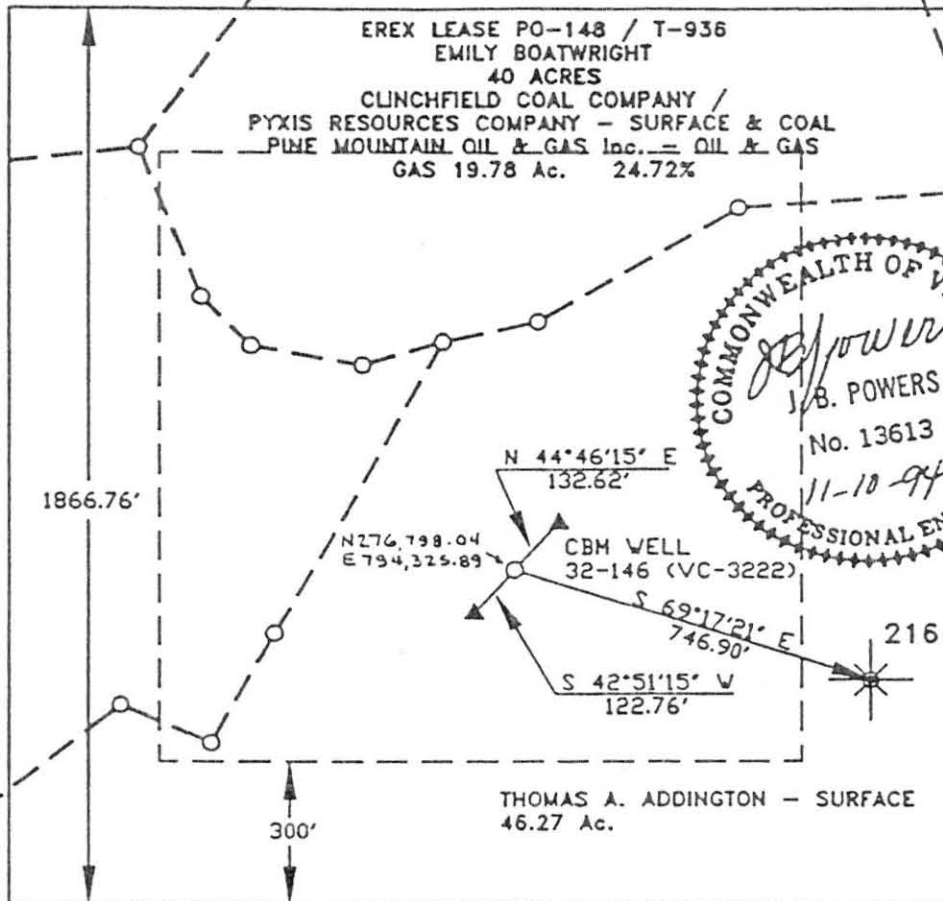 EREX LEASE PO-148 / T-936
EMILY BOATWRIGHT
40 ACRES
CLINCHFIELD COAL COMPANY /
PYXIS RESOURCES COMPANY - SURFACE & COAL
PINE MOUNTAIN OIL & GAS Inc. - OIL & GAS
GAS 19.78 Ac. 24.72%
COMMONWEALTH OF
J. B. POWERS
No. 13613
11-10-94
PROFESSIONAL
1866.76'
N 44°46'15" E
132.62'
N276,798.04
E794,325.89
CBM WELL
32-146 (VC-3222)
S 69°17'21" E
746.90'
216
S 42°51'15" W
122.76'
300'
THOMAS A. ADDINGTON - SURFACE
46.27 Ac.